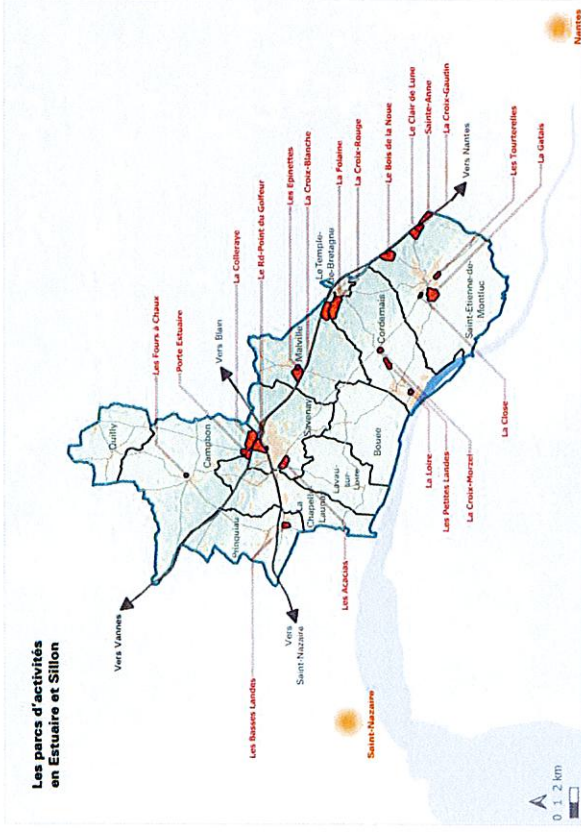 Les parcs d'activités
en Estuaire et Sillon
Vers Vannes
Les Fours à Chaux
Porte Estuaire
Vers Blain
La Colleraye
Le Rd-Point du Golfeur
Les Epinettes
La Croix-Blanche
La Folaine
La Croix-Rouge
Le Bois de la Noue
Le Clair de Lune
Sainte-Anne
La Croix-Gaudin
Vers Nantes
Les Tourterelles
La Gatais
Nantes
Quilly
Campbon
Prinquiau
Savenay
Malville
Le Temple-
de-Bretagne
La
Chapelle-
Launay
Lavau-
sur-
Loire
Bouée
Cordemais
Saint-Etienne-de-
Montluc
Vers
Saint-Nazaire
Les Basses Landes
Saint-Nazaire
Les Acacias
La Loire
Les Petites Landes
La Croix-Morzel
La Close
0 1 2 km